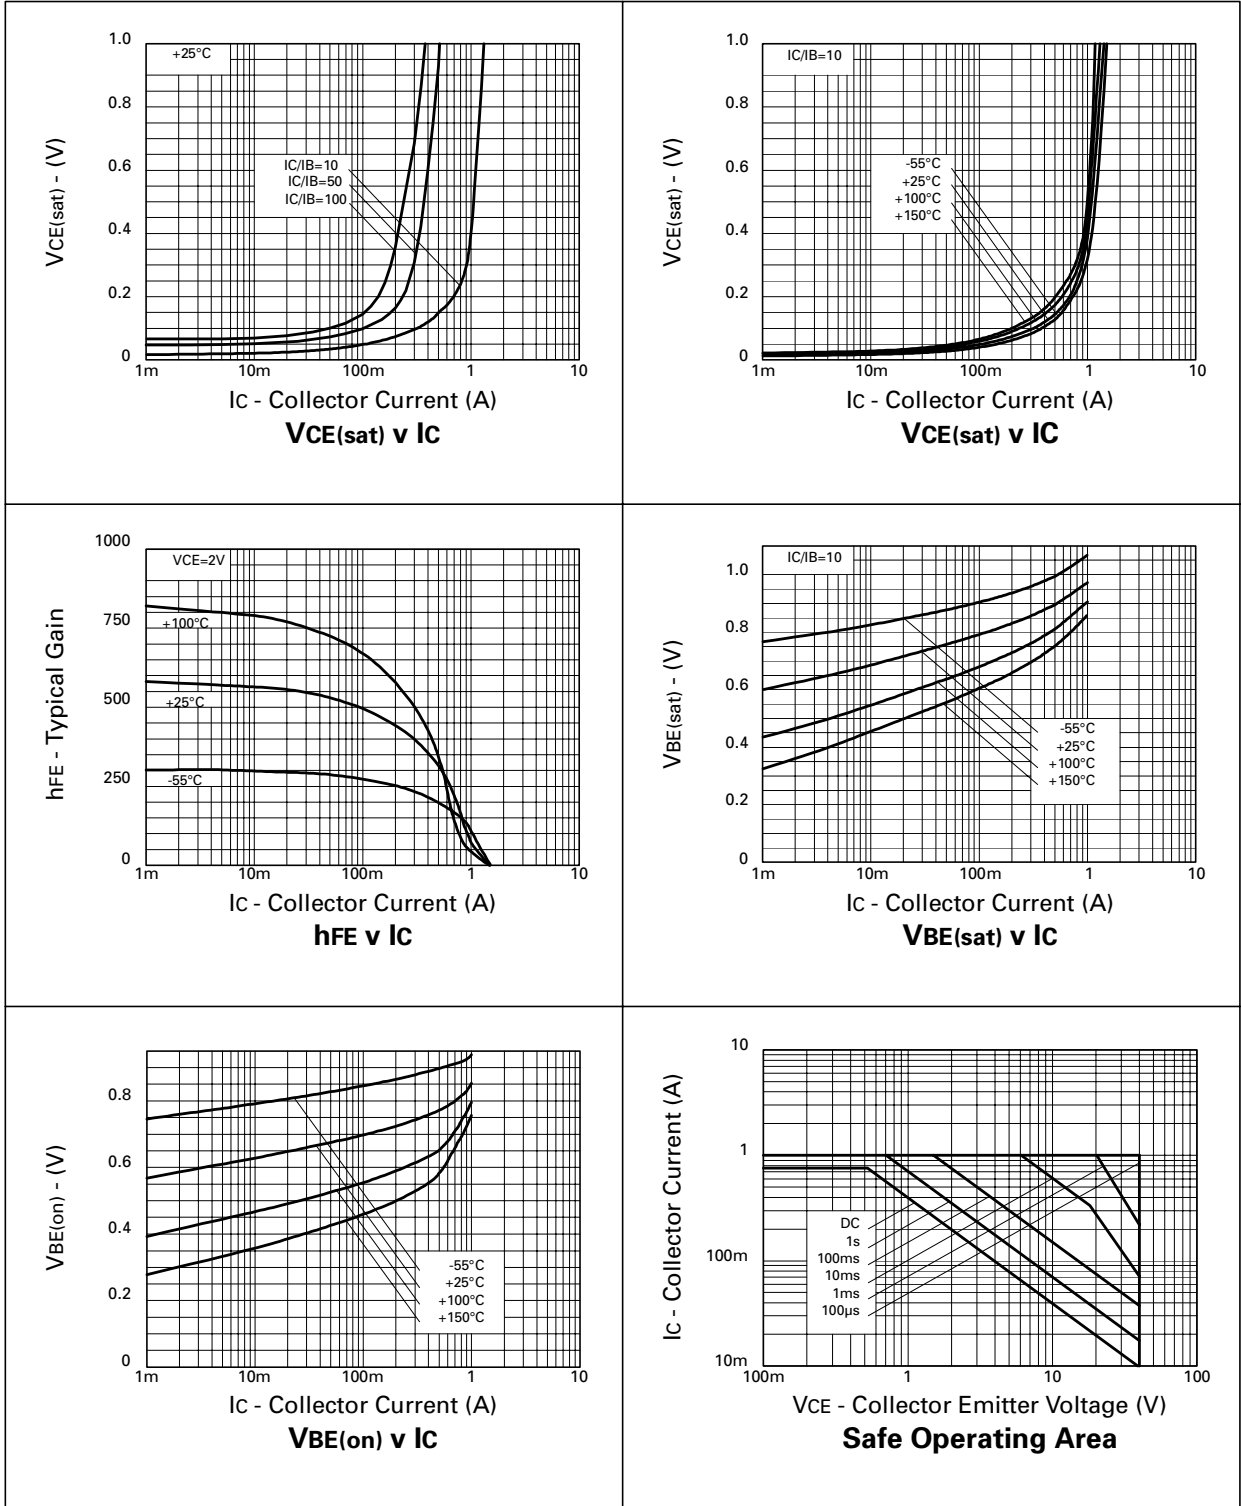 1.0
+25°C
0.8
0.6
IC/IB=10
IC/IB=50
IC/IB=100
0.4
0.2
0
VCE(sat) - (V)
1m 10m 100m 1 10
IC - Collector Current (A)
VCE(sat) v IC
1.0
IC/IB=10
0.8
0.6
-55°C
+25°C
+100°C
+150°C
0.4
0.2
0
VCE(sat) - (V)
1m 10m 100m 1 10
IC - Collector Current (A)
VCE(sat) v IC
1000
VCE=2V
750
+100°C
500
+25°C
250
-55°C
0
hFE - Typical Gain
1m 10m 100m 1 10
IC - Collector Current (A)
hFE v IC
IC/IB=10
1.0
0.8
0.6
0.4
-55°C
+25°C
+100°C
+150°C
0.2
0
VBE(sat) - (V)
1m 10m 100m 1 10
IC - Collector Current (A)
VBE(sat) v IC
0.8
0.6
0.4
-55°C
+25°C
+100°C
+150°C
0.2
0
VBE(on) - (V)
1m 10m 100m 1 10
IC - Collector Current (A)
VBE(on) v IC
10
1
DC
1s
100ms
10ms
1ms
100µs
100m
10m
IC - Collector Current (A)
100m 1 10 100
VCE - Collector Emitter Voltage (V)
Safe Operating Area